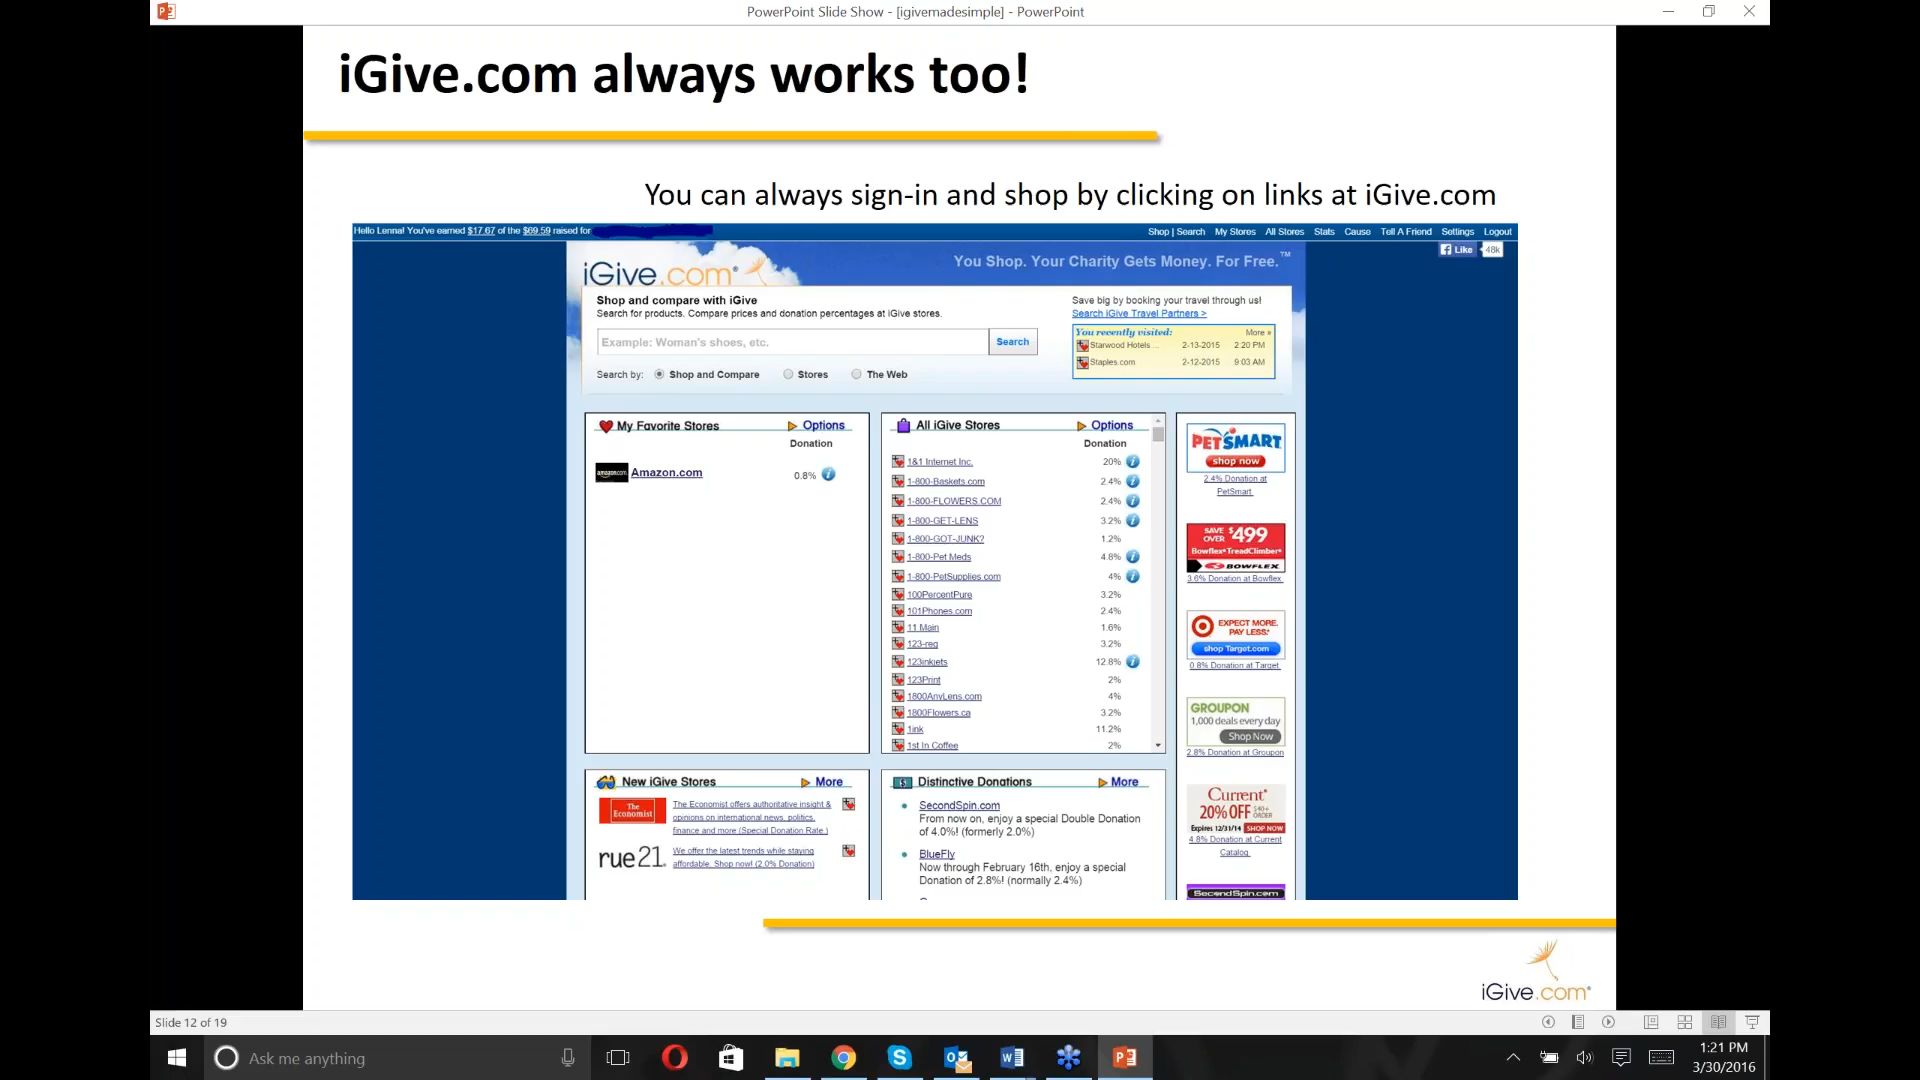 PowerPoint Slide Show - [igivemadesimple] - PowerPoint
iGive.com always works too!
You can always sign-in and shop by clicking on links at iGive.com
Hello Lenna! You've earned $17.67 of the $69.59 raised for
Shop | Search My Stores All Stores Stats Cause Tell A Friend Settings Logout
Like 48k
iGive.com®
You Shop. Your Charity Gets Money. For Free.™
Shop and compare with iGive
Search for products. Compare prices and donation percentages at iGive stores.
Example: Woman's shoes, etc.
Search
Search by: Shop and Compare Stores The Web
Save big by booking your travel through us!
Search iGive Travel Partners >
You recently visited: More »
Starwood Hotels ... 2-13-2015 2:20 PM
Staples.com 2-12-2015 9:03 AM
My Favorite Stores Options
Donation
amazon.com Amazon.com 0.8%
All iGive Stores Options
Donation
1&1 Internet Inc. 20%
1-800-Baskets.com 2.4%
1-800-FLOWERS.COM 2.4%
1-800-GET-LENS 3.2%
1-800-GOT-JUNK? 1.2%
1-800-Pet Meds 4.8%
1-800-PetSupplies.com 4%
100PercentPure 3.2%
101Phones.com 2.4%
11 Main 1.6%
123-reg 3.2%
123inkjets 12.8%
123Print 2%
1800AnyLens.com 4%
1800Flowers.ca 3.2%
1ink 11.2%
1st In Coffee 2%
PETSMART
shop now
2.4% Donation at
PetSmart
SAVE OVER $499
Bowflex® TreadClimber®
BOWFLEX
3.6% Donation at Bowflex
EXPECT MORE.
PAY LESS.
shop Target.com
0.8% Donation at Target
GROUPON
1,000 deals every day
Shop Now
2.8% Donation at Groupon
Current®
20% OFF $40+ ORDER
Expires 12/31/14 SHOP NOW
4.8% Donation at Current
Catalog
SecondSpin.com
New iGive Stores More
The Economist
The Economist offers authoritative insight &
opinions on international news, politics,
finance and more (Special Donation Rate.)
rue21
We offer the latest trends while staying
affordable. Shop now! (2.0% Donation)
Distinctive Donations More
SecondSpin.com
From now on, enjoy a special Double Donation
of 4.0%! (formerly 2.0%)
BlueFly
Now through February 16th, enjoy a special
Donation of 2.8%! (normally 2.4%)
iGive.com®
Slide 12 of 19
Ask me anything
1:21 PM
3/30/2016